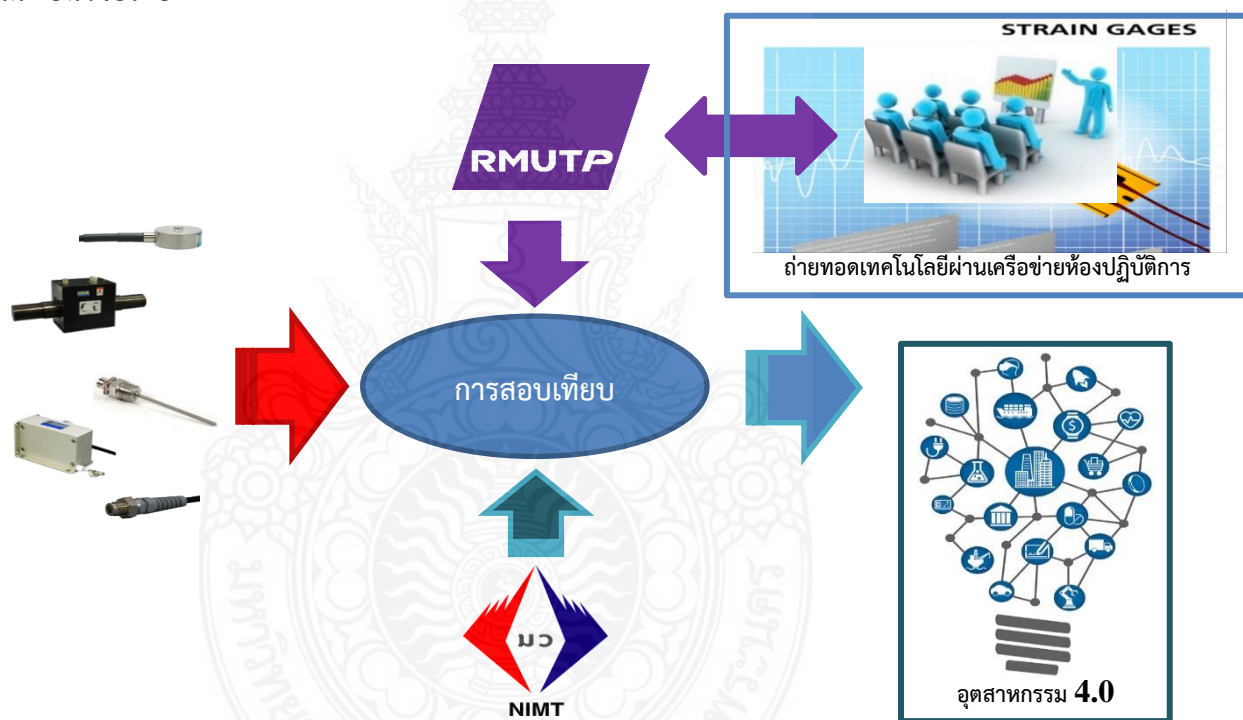 STRAIN GAGES
RMUTP
ถ่ายทอดเทคโนโลยีผ่านเครือข่ายห้องปฏิบัติการ
การสอบเทียบ
มว
NIMT
อุตสาหกรรม 4.0